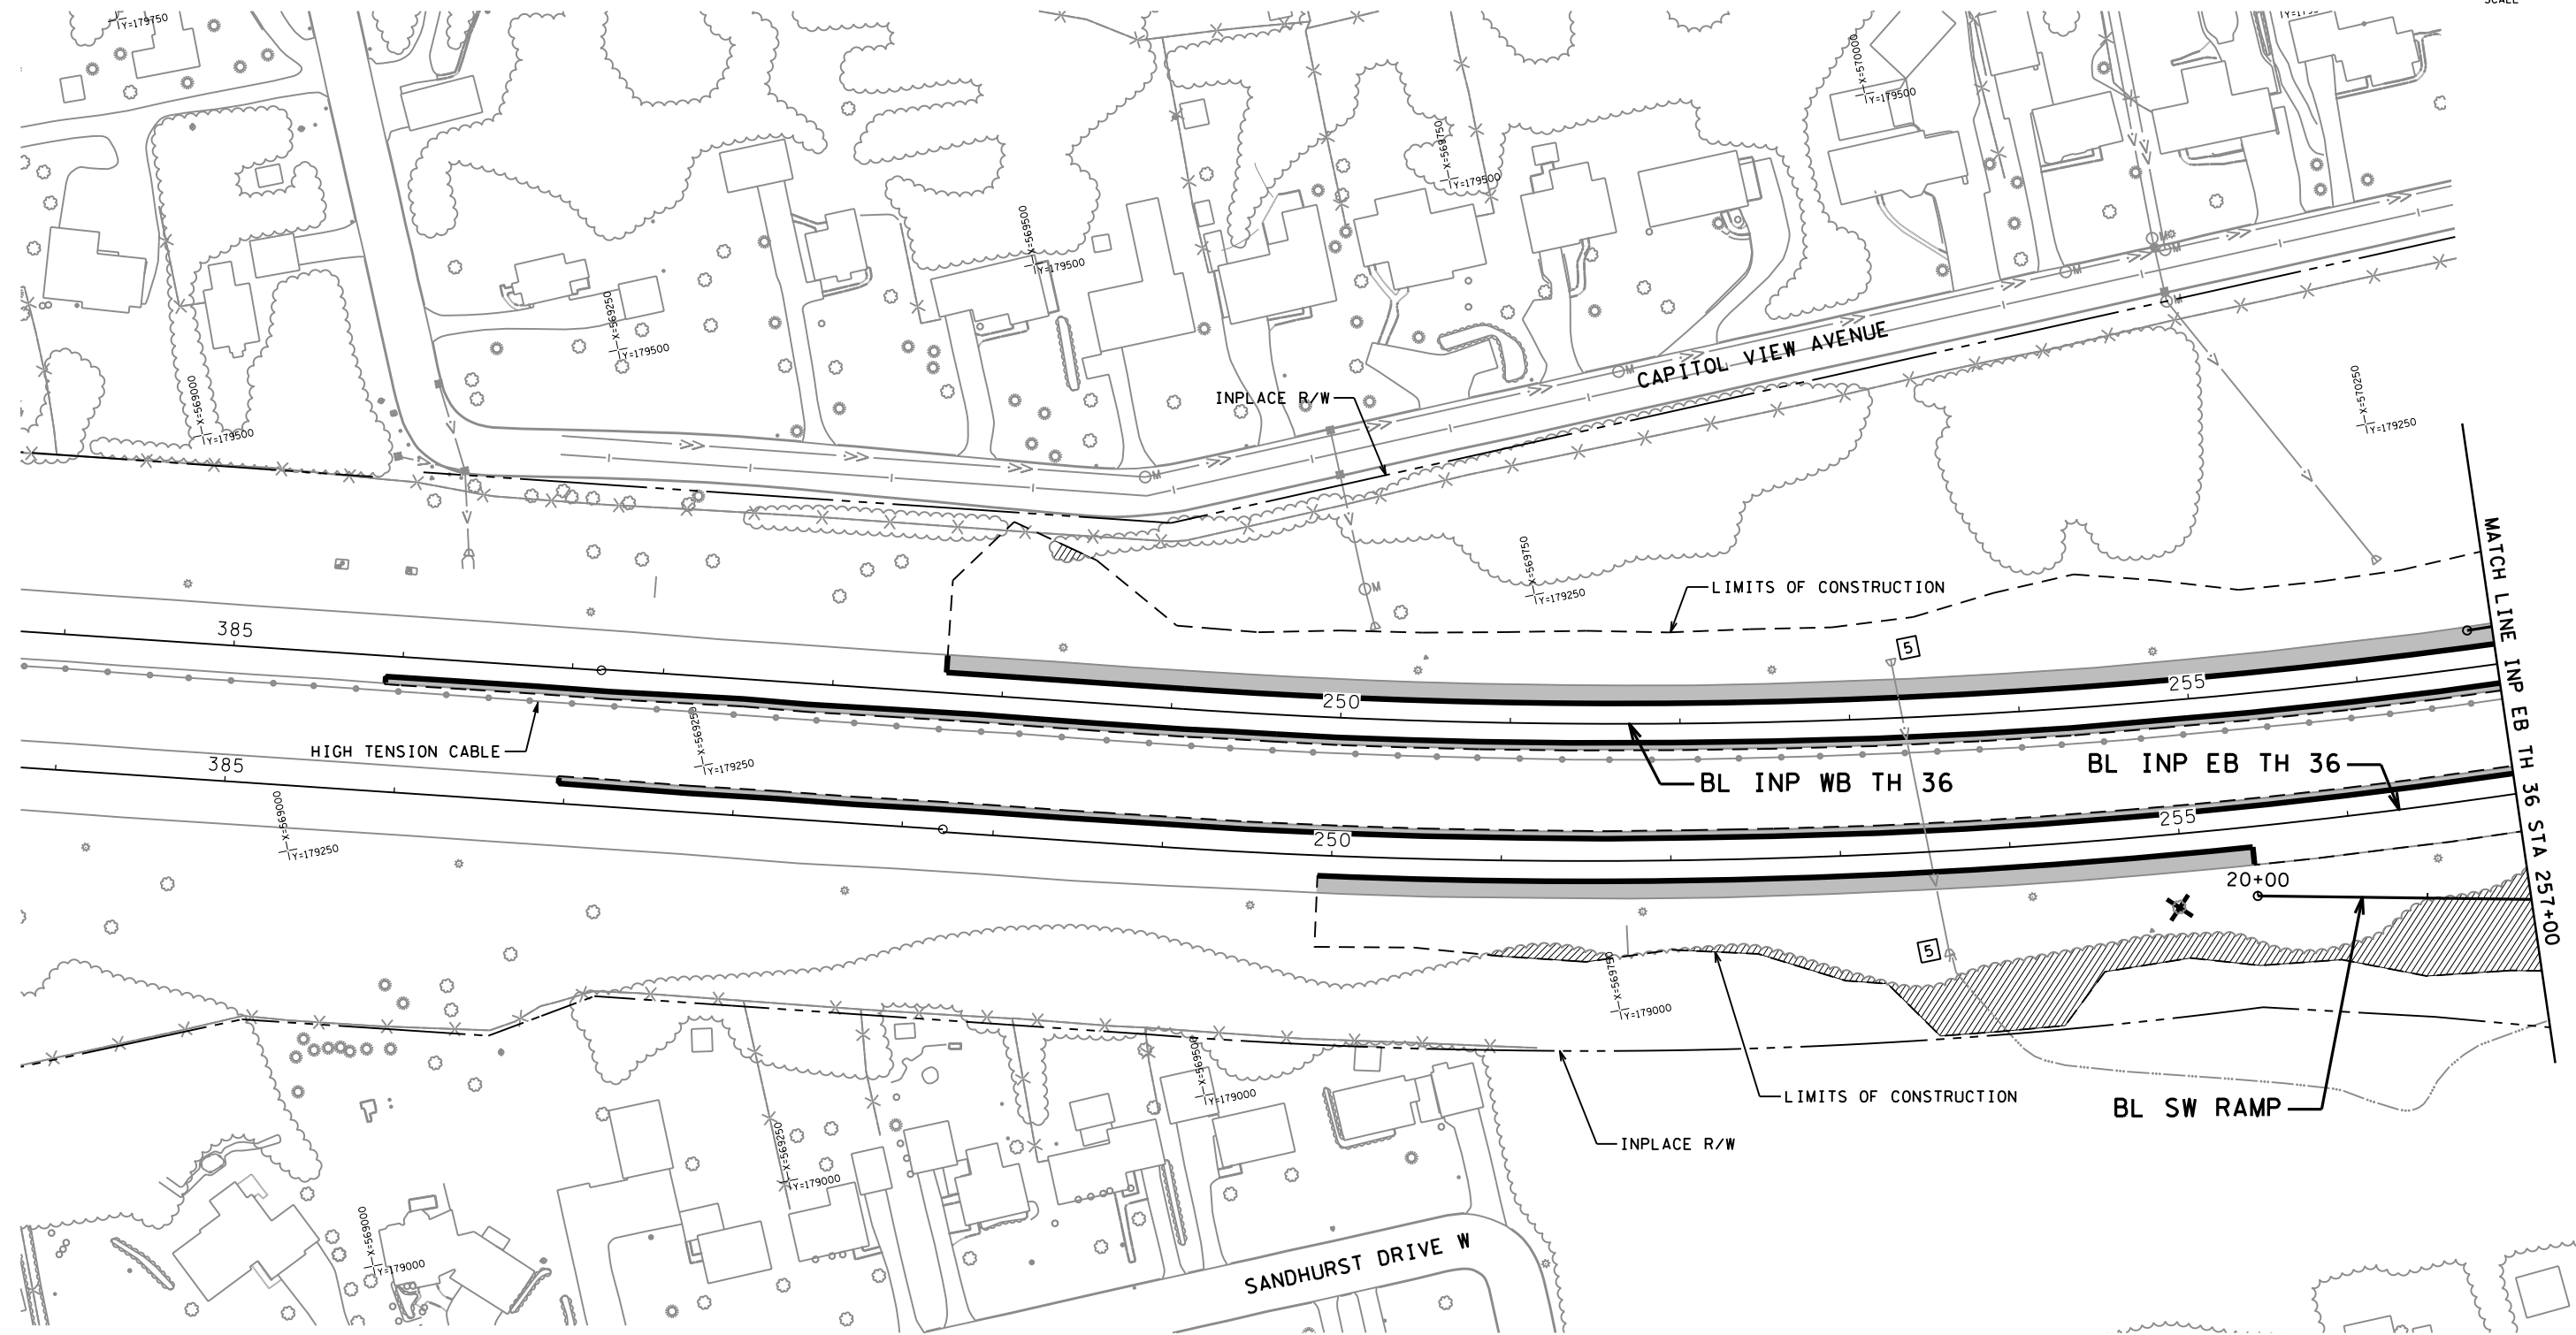 SCALE
Y=179750
X=570000
Y=179500
X=569750
Y=179500
X=569500
Y=179500
X=569250
Y=179500
X=569000
Y=179500
CAPITOL VIEW AVENUE
INPLACE R/W
X=570250
Y=179250
X=569750
Y=179250
LIMITS OF CONSTRUCTION
MATCH LINE INP EB TH 36 STA 257+00
385
5
250
255
HIGH TENSION CABLE
X=569250
Y=179250
BL INP WB TH 36
BL INP EB TH 36
385
X=569000
Y=179250
250
255
20+00
5
X=569750
Y=179000
LIMITS OF CONSTRUCTION
BL SW RAMP
INPLACE R/W
X=569500
Y=179000
X=569250
Y=179000
X=569000
Y=179000
SANDHURST DRIVE W
M
M
M
M
M
M
M